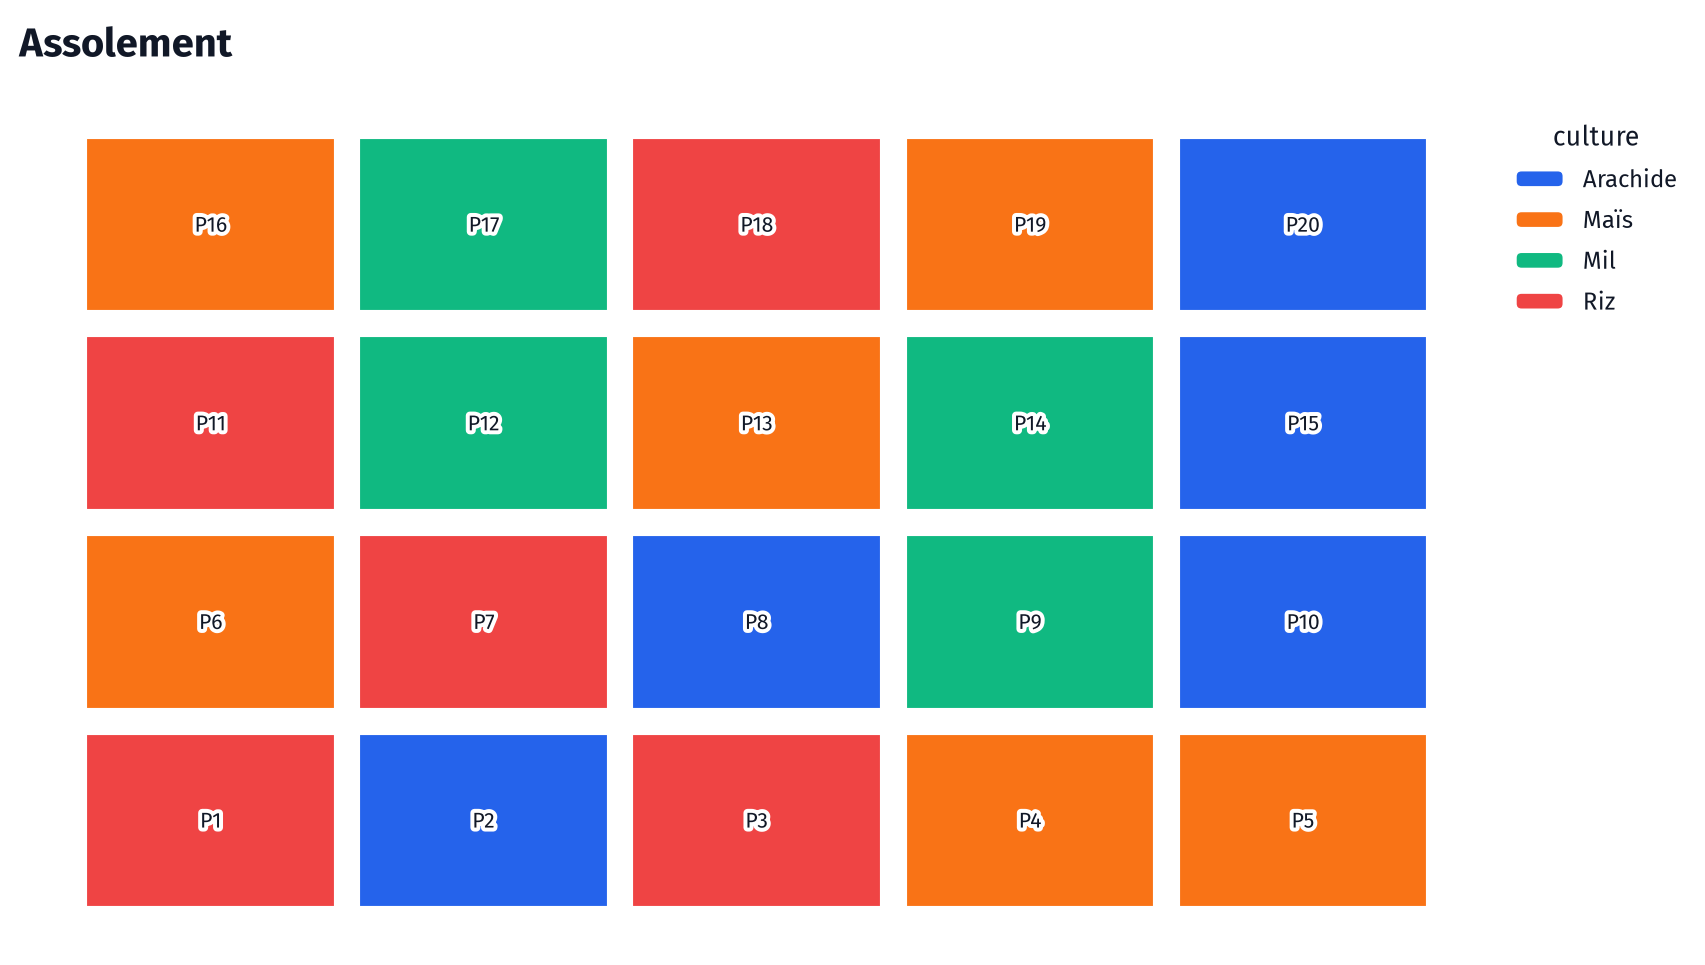 Assolement
P16 P17 P18 P19 P20
P11 P12 P13 P14 P15
P6 P7 P8 P9 P10
P1 P2 P3 P4 P5
culture
Arachide
Maïs
Mil
Riz